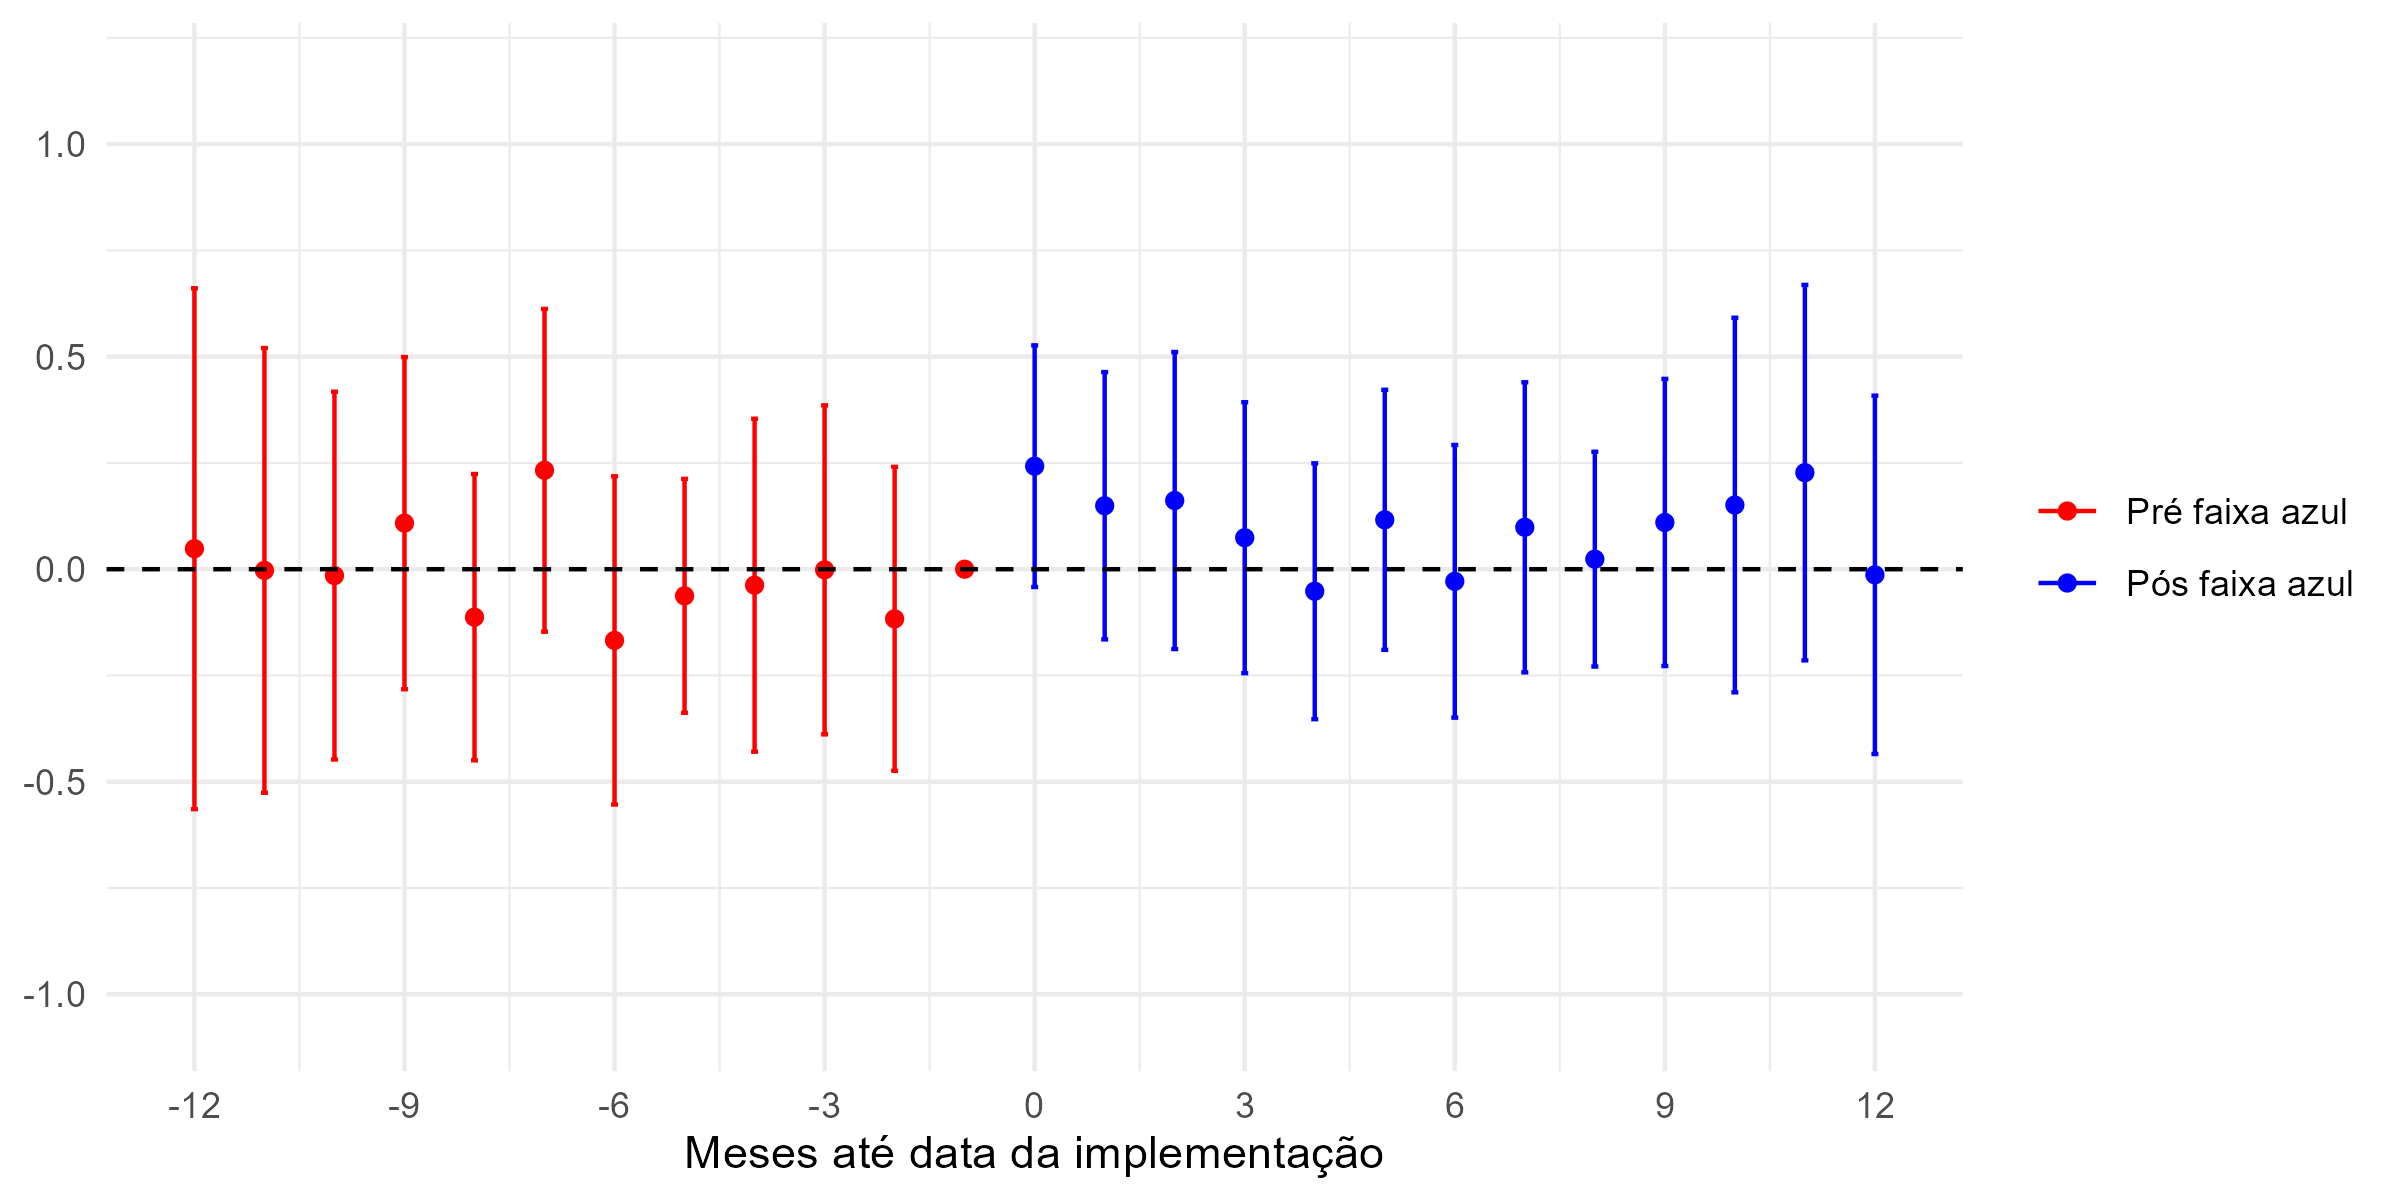 1.0
0.5
0.0
-0.5
-1.0
-12 -9 -6 -3 0 3 6 9 12
Meses até data da implementação
Pré faixa azul
Pós faixa azul